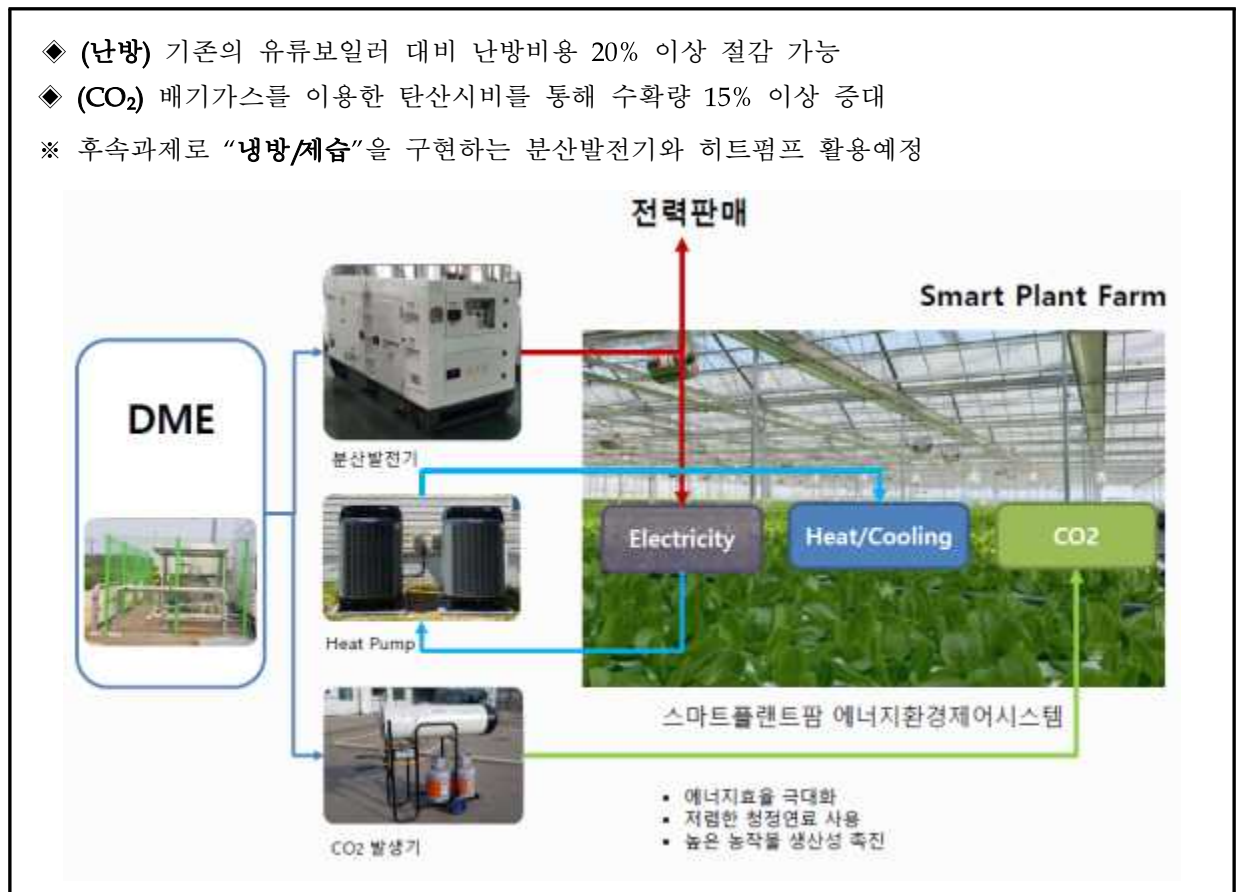 ◈ (난방) 기존의 유류보일러 대비 난방비용 20% 이상 절감 가능
◈ (CO₂) 배기가스를 이용한 탄산시비를 통해 수확량 15% 이상 증대
※ 후속과제로 “냉방/제습”을 구현하는 분산발전기와 히트펌프 활용예정
전력판매
Smart Plant Farm
DME
분산발전기
Electricity
Heat/Cooling
CO2
Heat Pump
스마트플랜트팜 에너지환경제어시스템
CO2 발생기
▪ 에너지효율 극대화
▪ 저렴한 청정연료 사용
▪ 높은 농작물 생산성 촉진